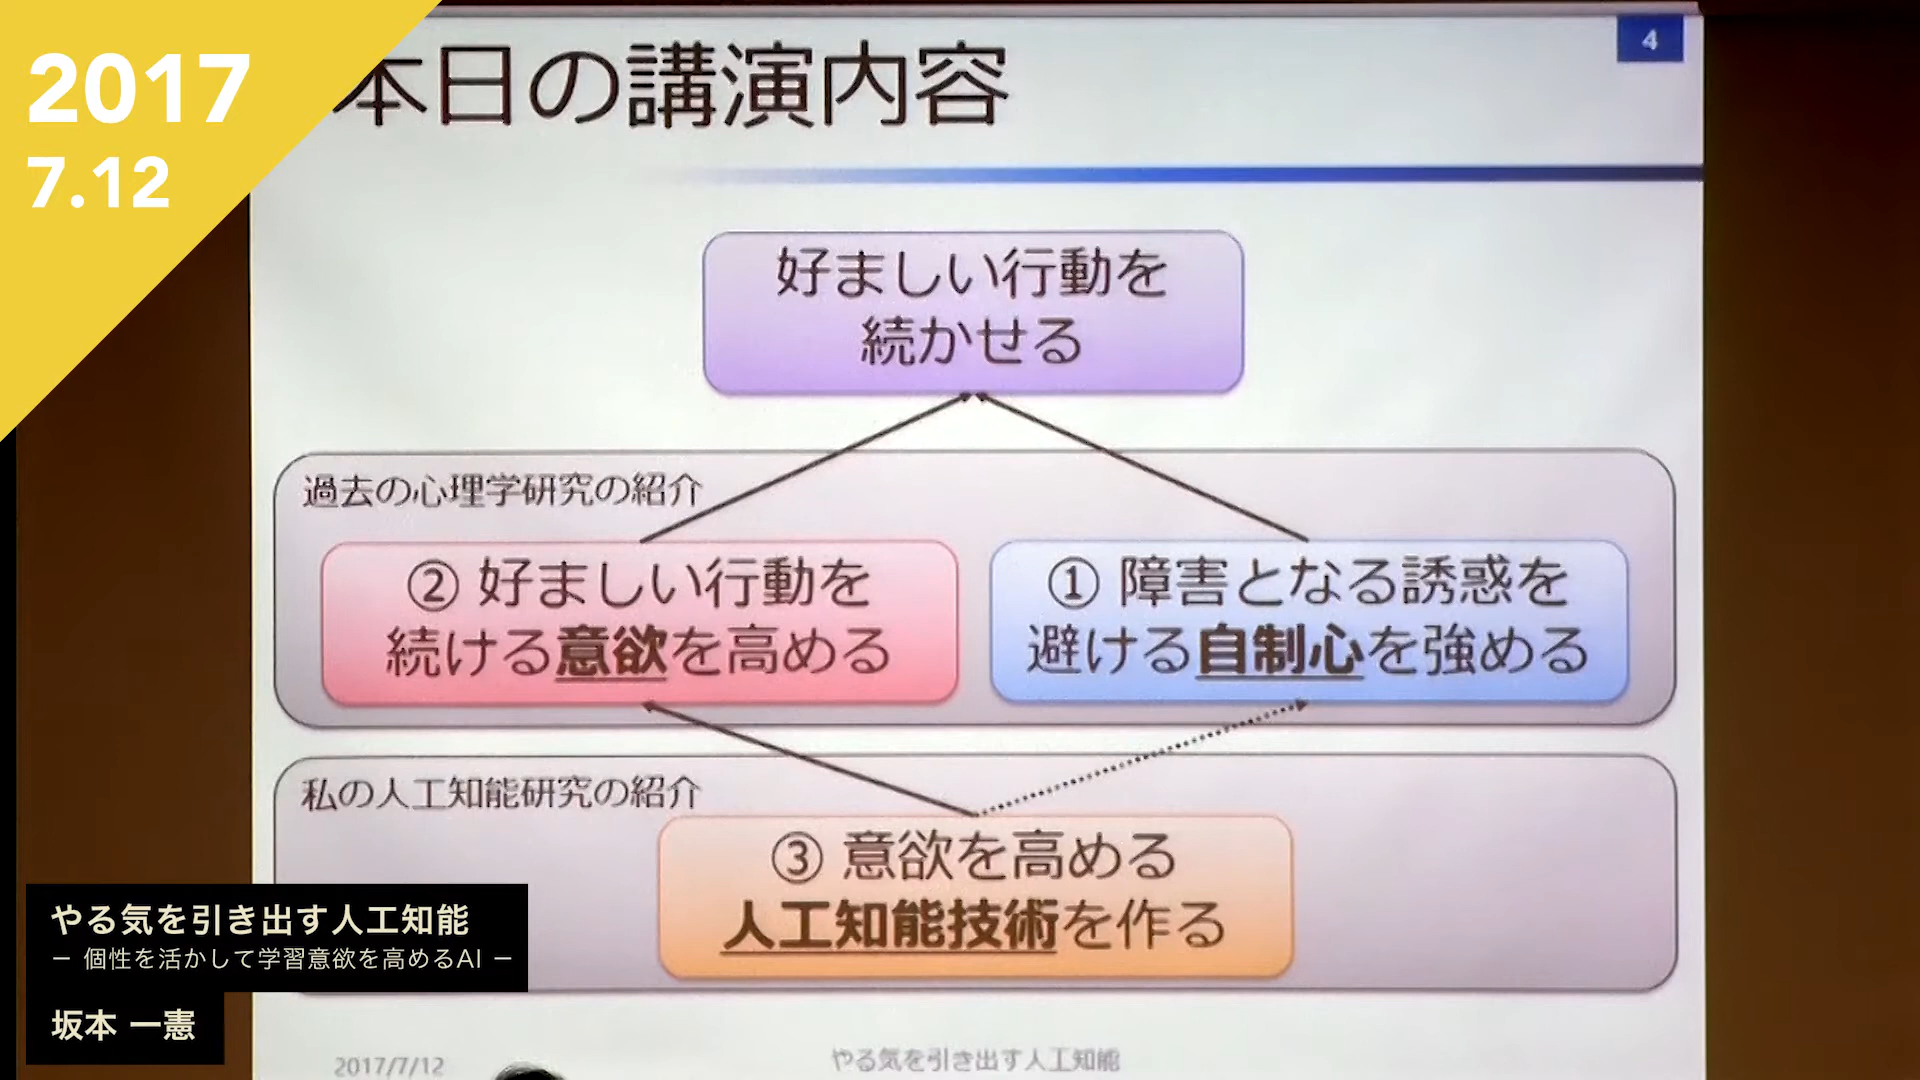 2017
7.12
本日の講演内容
4
好ましい行動を
続かせる
過去の心理学研究の紹介
② 好ましい行動を
続ける意欲を高める
① 障害となる誘惑を
避ける自制心を強める
私の人工知能研究の紹介
③ 意欲を高める
人工知能技術を作る
やる気を引き出す人工知能
－ 個性を活かして学習意欲を高めるAI －
坂本 一憲
2017/7/12
やる気を引き出す人工知能